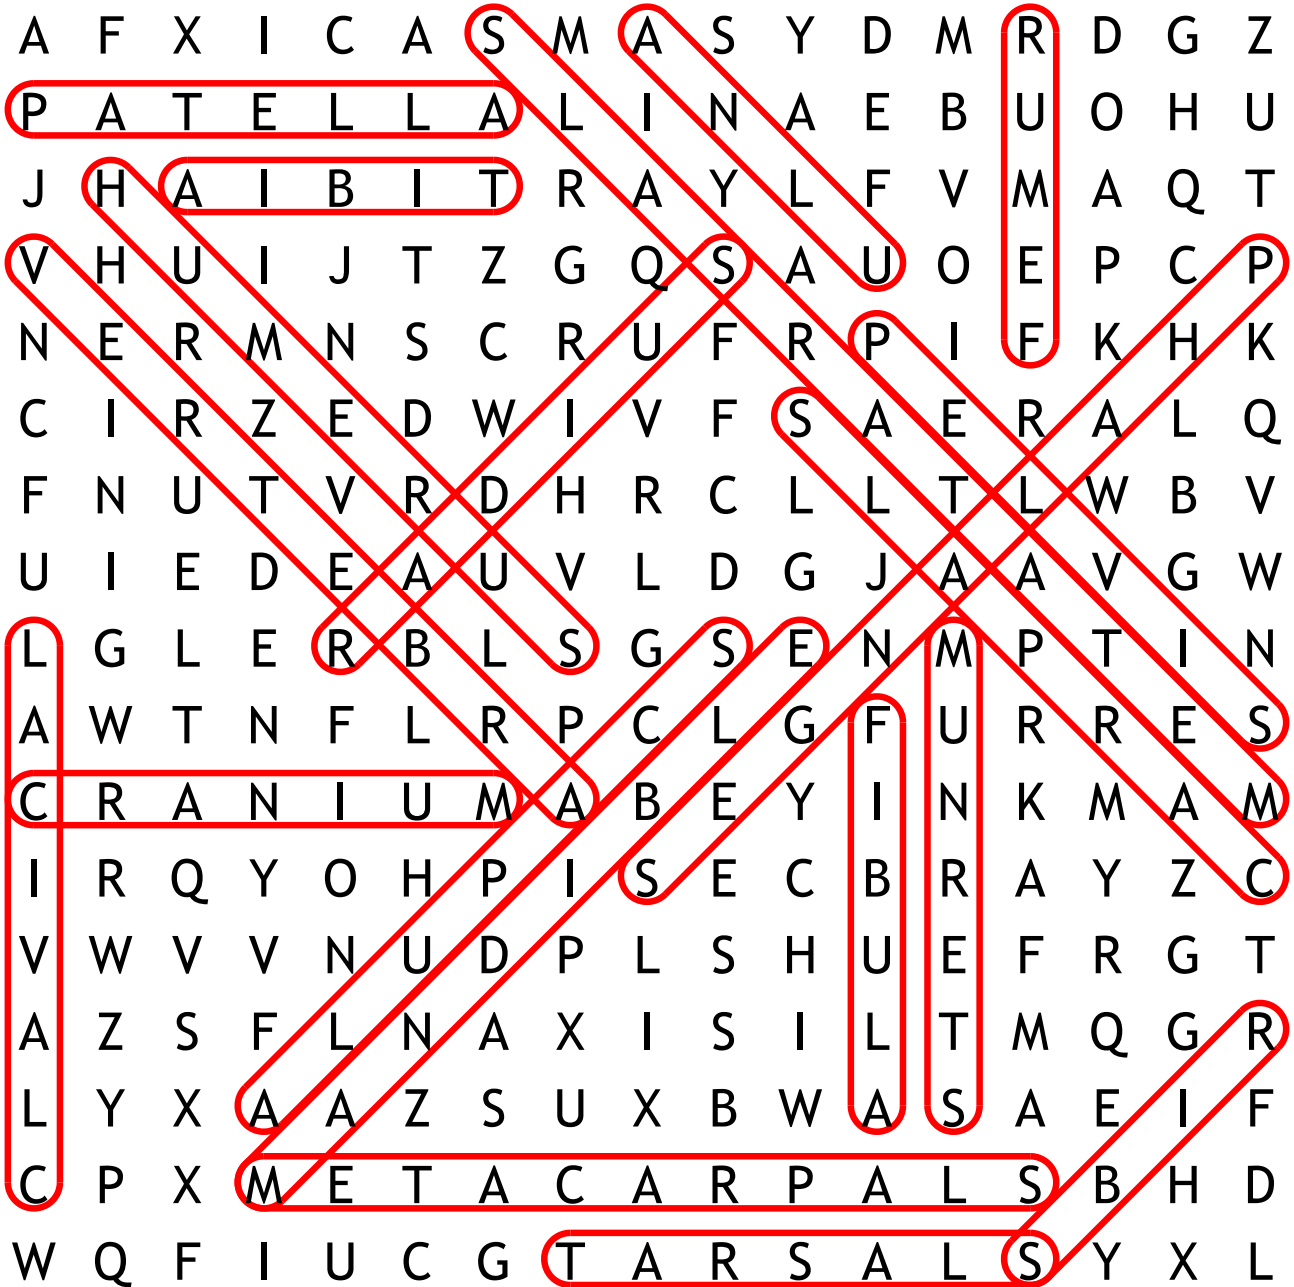 A F X I C A S M A S Y D M R D G Z
P A T E L L A L I N A E B U O H U
J H A I B I T R A Y L F V M A Q T
V H U I J T Z G Q S A U O E P C P
N E R M N S C R U F R P I F K H K
C I R Z E D W I V F S A E R A L Q
F N U T V R D H R C L L T L W B V
U I E D E A U V L D G J A A V G W
L G L E R B L S G S E N M P T I N
A W T N F L R P C L G F U R R E S
C R A N I U M A B E Y I N K M A M
I R Q Y O H P I S E C B R A Y Z C
V W V V N U D P L S H U E F R G T
A Z S F L N A X I S I L T M Q G R
L Y X A A Z S U X B W A S A E I F
C P X M E T A C A R P A L S B H D
W Q F I U C G T A R S A L S Y X L